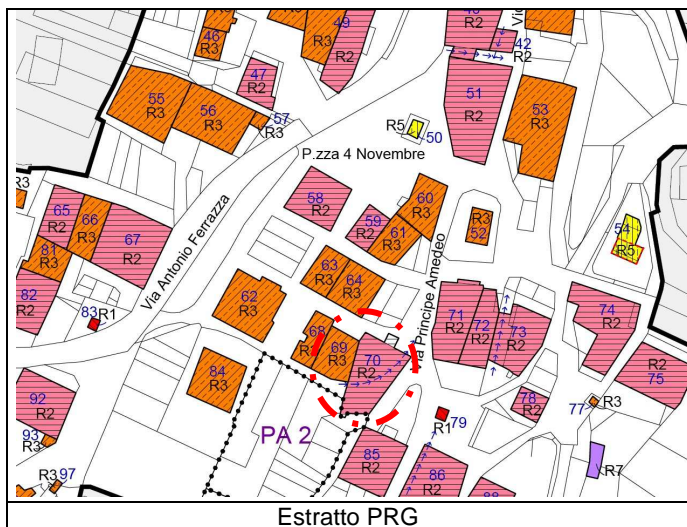 46
R3
49
R2
42
R2
47
R2
55
R3
56
R3
57
R3
51
R2
53
R3
R5
50
P.zza 4 Novembre
58
R2
59
R2
60
R3
61
R3
R3
52
54
R5
65
R2
66
R3
67
R2
81
R3
82
R2
83
R1
Via Antonio Ferrazza
62
R3
63
R3
64
R3
Via Principe Amedeo
68
69
R3
70
R2
71
R2
72
R2
73
R2
74
R2
R2
75
84
R3
92
R2
93
R3
R3
97
PA 2
R1
79
78
R2
77
R3
85
R2
86
R2
88
R7
Estratto PRG